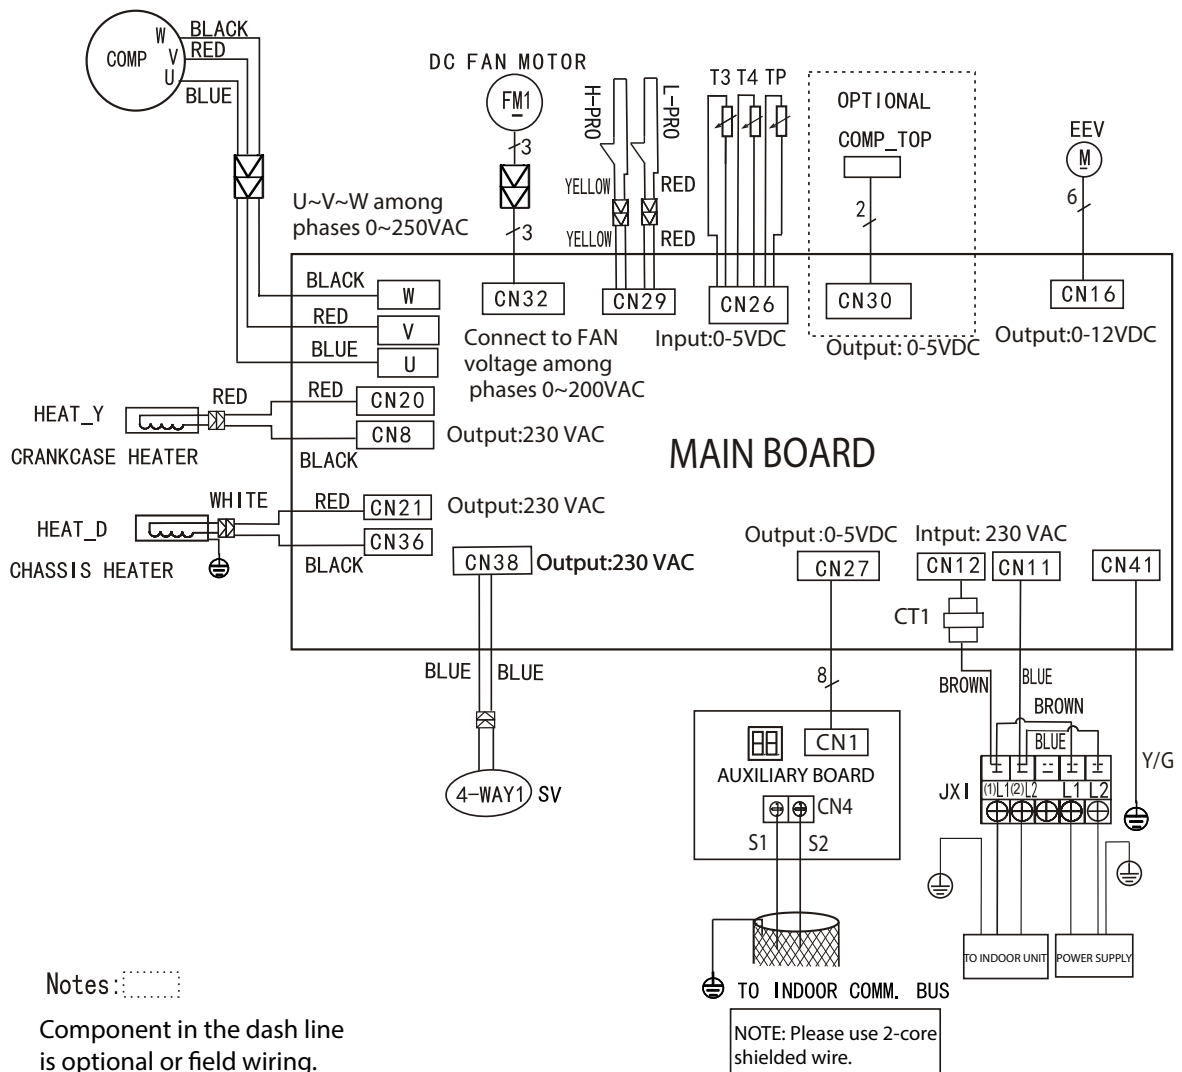 W
BLACK
V
RED
COMP
U
BLUE
DC FAN MOTOR
FM1
3
3
H-PRO
L-PRO
YELLOW
RED
YELLOW
RED
T3 T4 TP
OPTIONAL
COMP_TOP
2
EEV
M
6
U~V~W among
phases 0~250VAC
BLACK
W
RED
V
BLUE
U
CN32
Connect to FAN
voltage among
phases 0~200VAC
CN29
CN26
Input:0-5VDC
CN30
Output: 0-5VDC
CN16
Output:0-12VDC
HEAT_Y
CRANKCASE HEATER
RED
RED
CN20
CN8
BLACK
Output:230 VAC
MAIN BOARD
HEAT_D
CHASSIS HEATER
WHITE
RED
CN21
CN36
BLACK
Output:230 VAC
CN38
Output:230 VAC
BLUE
BLUE
4-WAY1
SV
Output:0-5VDC
CN27
8
Intput: 230 VAC
CN12
CN11
CN41
CT1
BROWN
BLUE
BROWN
BLUE
Y/G
CN1
AUXILIARY BOARD
CN4
S1
S2
JX1
(1)L1(2)L2
L1 L2
TO INDOOR UNIT
POWER SUPPLY
TO INDOOR COMM. BUS
NOTE: Please use 2-core
shielded wire.
Notes:
Component in the dash line
is optional or field wiring.